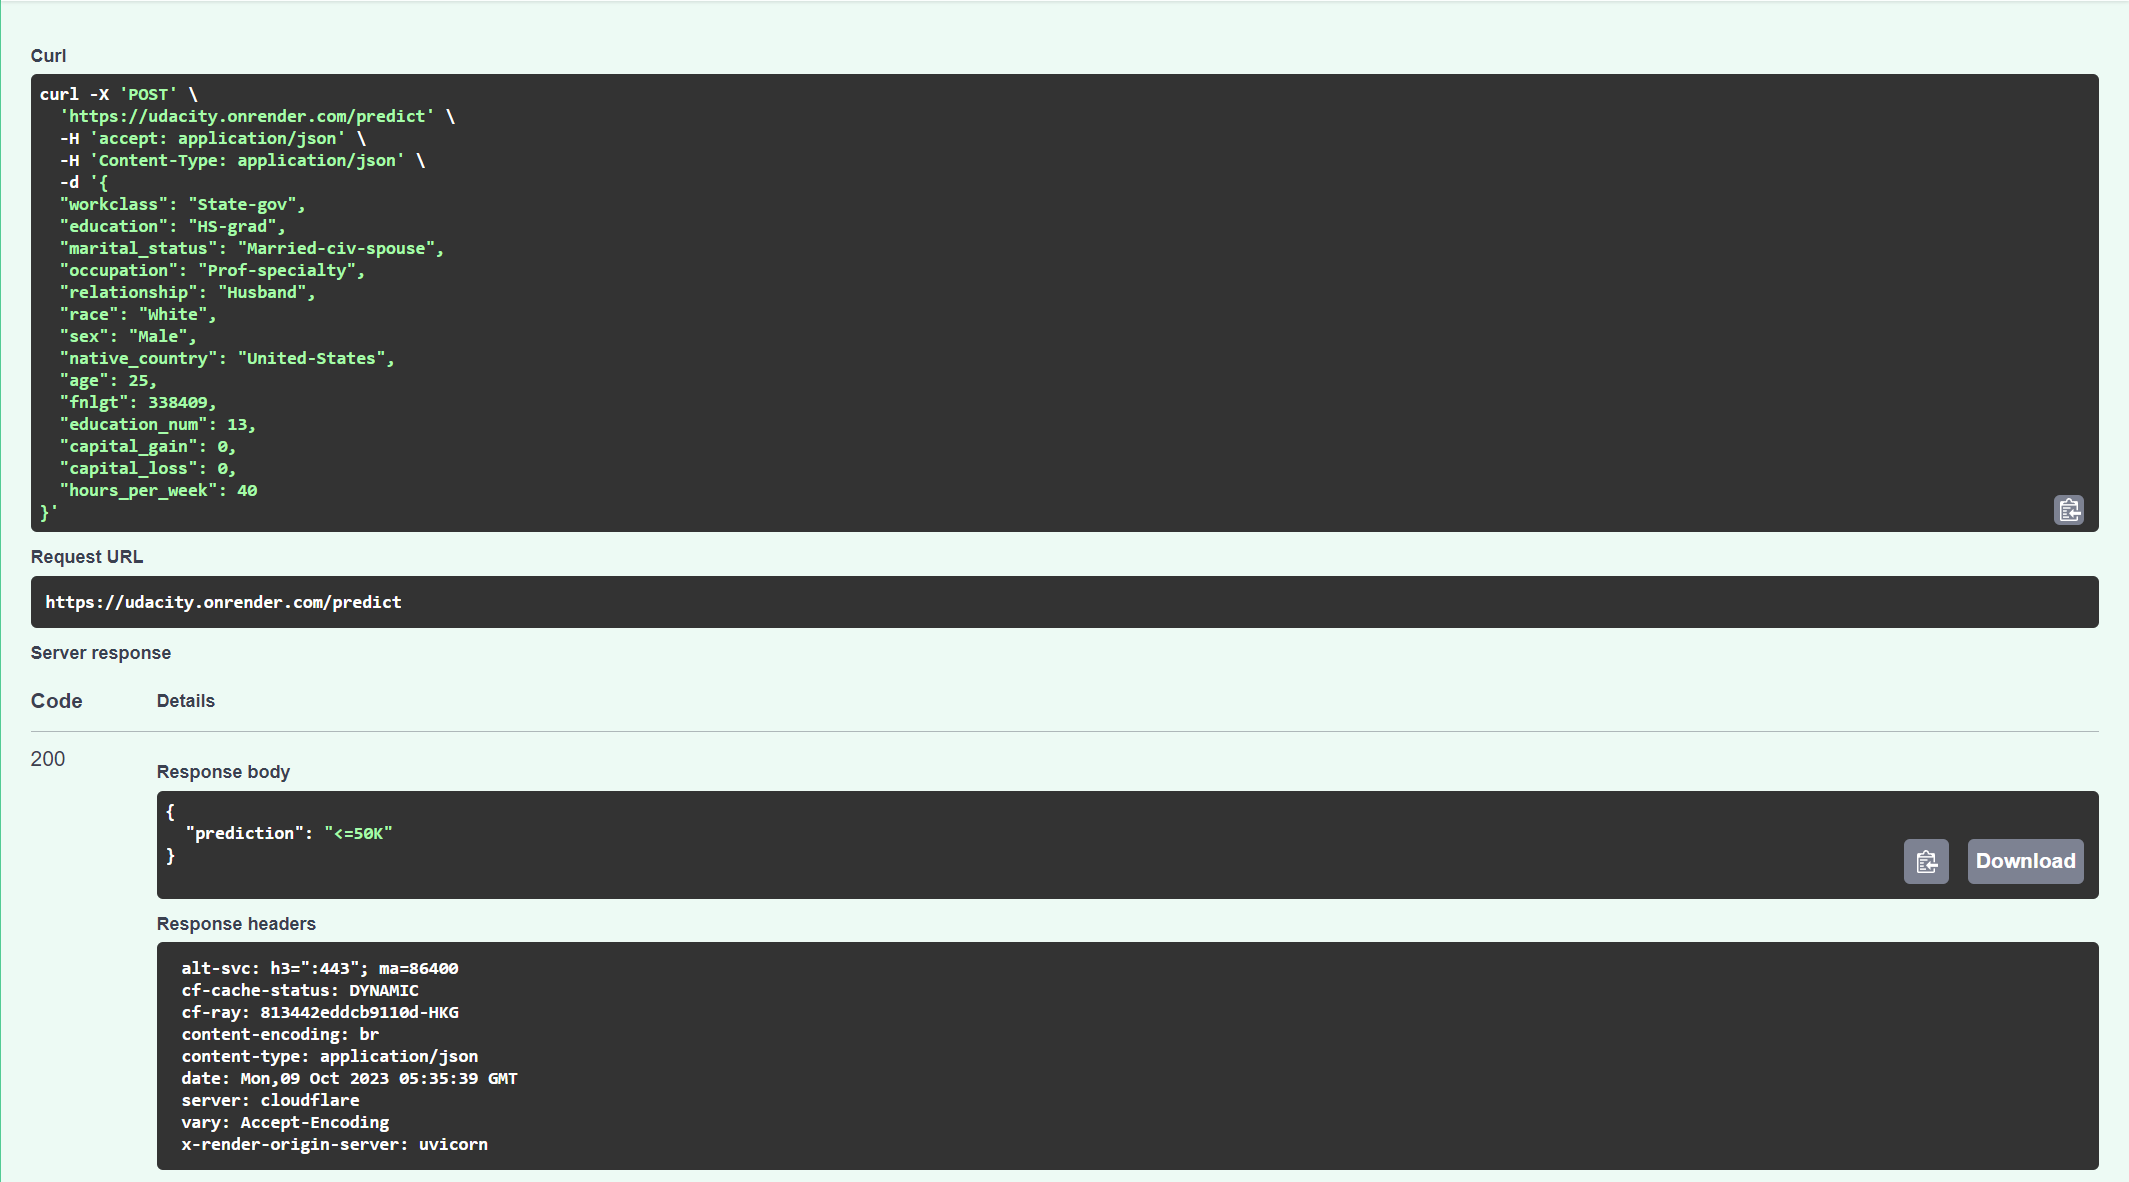 Curl
curl -X 'POST' \
  'https://udacity.onrender.com/predict' \
  -H 'accept: application/json' \
  -H 'Content-Type: application/json' \
  -d '{
  "workclass": "State-gov",
  "education": "HS-grad",
  "marital_status": "Married-civ-spouse",
  "occupation": "Prof-specialty",
  "relationship": "Husband",
  "race": "White",
  "sex": "Male",
  "native_country": "United-States",
  "age": 25,
  "fnlgt": 338409,
  "education_num": 13,
  "capital_gain": 0,
  "capital_loss": 0,
  "hours_per_week": 40
}'
Request URL
https://udacity.onrender.com/predict
Server response
Code Details
200
Response body
{
  "prediction": "<=50K"
}
Download
Response headers
alt-svc: h3=":443"; ma=86400
cf-cache-status: DYNAMIC
cf-ray: 813442eddcb9110d-HKG
content-encoding: br
content-type: application/json
date: Mon,09 Oct 2023 05:35:39 GMT
server: cloudflare
vary: Accept-Encoding
x-render-origin-server: uvicorn